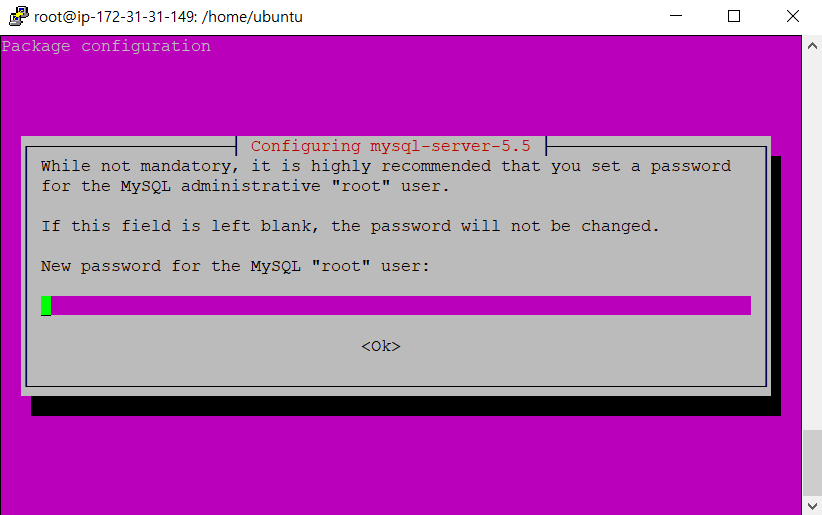 root@ip-172-31-31-149: /home/ubuntu
Package configuration
Configuring mysql-server-5.5
While not mandatory, it is highly recommended that you set a password
for the MySQL administrative "root" user.
If this field is left blank, the password will not be changed.
New password for the MySQL "root" user:
<Ok>